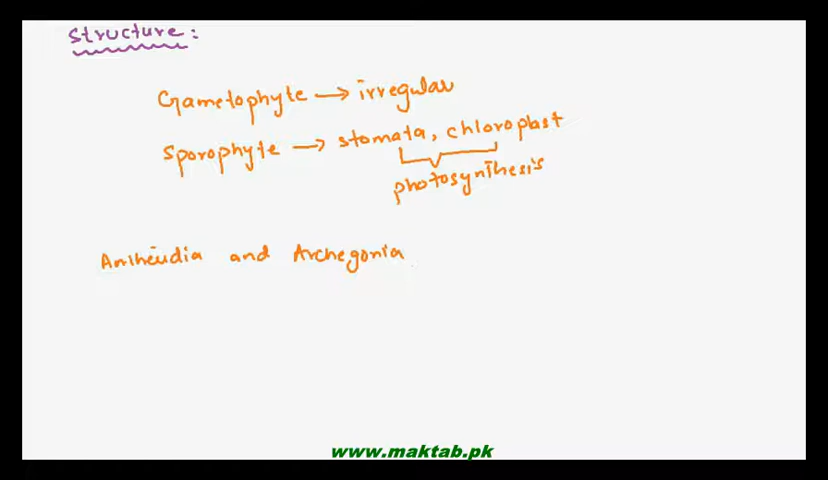 Structure:
Gametophyte → irregular
Sporophyte → stomata, chloroplast
photosynthesis
Antheridia and Archegonia
www.maktab.pk